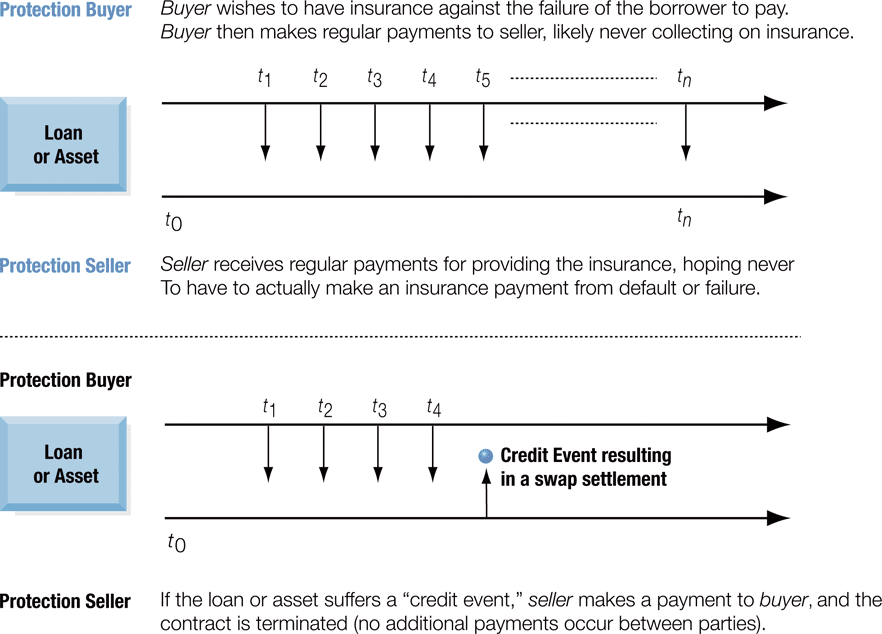 Protection Buyer
Buyer wishes to have insurance against the failure of the borrower to pay.
Buyer then makes regular payments to seller, likely never collecting on insurance.
t1 t2 t3 t4 t5 tn
Loan
or Asset
t0 tn
Protection Seller
Seller receives regular payments for providing the insurance, hoping never
To have to actually make an insurance payment from default or failure.
Protection Buyer
t1 t2 t3 t4
Loan
or Asset
Credit Event resulting
in a swap settlement
t0
Protection Seller
If the loan or asset suffers a “credit event,” seller makes a payment to buyer, and the
contract is terminated (no additional payments occur between parties).